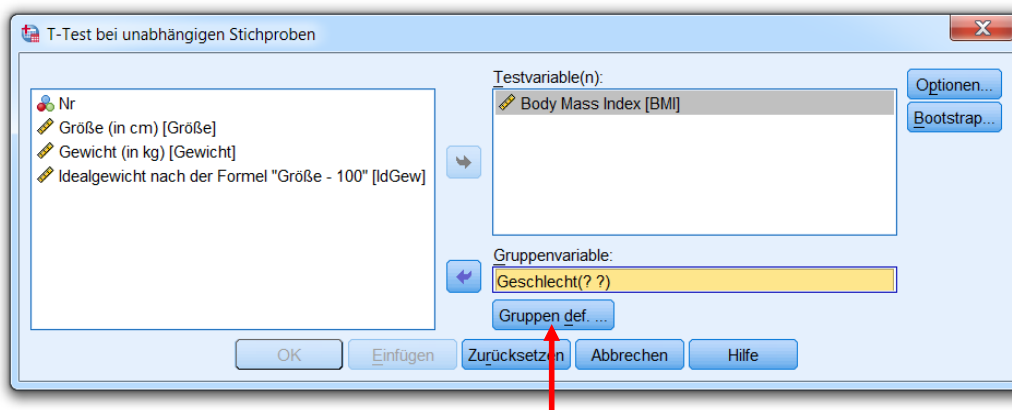 T-Test bei unabhängigen Stichproben
Nr
Größe (in cm) [Größe]
Gewicht (in kg) [Gewicht]
Idealgewicht nach der Formel "Größe - 100" [IdGew]
Testvariable(n):
Body Mass Index [BMI]
Gruppenvariable:
Geschlecht(? ?)
Gruppen def. ...
Optionen...
Bootstrap...
OK
Einfügen
Zurücksetzen
Abbrechen
Hilfe